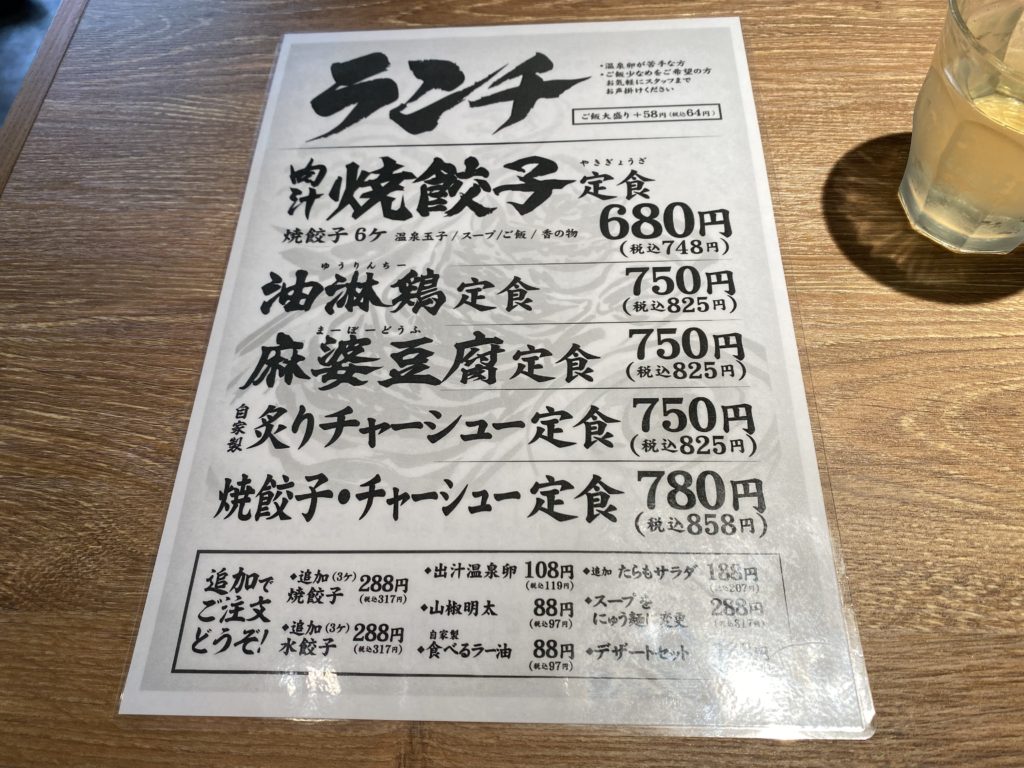 ランチ
・温泉卵が苦手な方
・ご飯少なめをご希望の方
お気軽にスタッフまで
お声掛けください
ご飯大盛り+58円(税込64円)
肉汁焼餃子定食
やきぎょうざ
680円
(税込748円)
焼餃子6ケ 温泉玉子/スープ/ご飯/香の物
ゆうりんちー
油淋鶏定食 750円
(税込825円)
まーぼーどうふ
麻婆豆腐定食 750円
(税込825円)
自家製 炙りチャーシュー定食 750円
(税込825円)
焼餃子・チャーシュー定食 780円
(税込858円)
追加で
ご注文
どうぞ!
◆追加(3ケ)
焼餃子 288円
(税込317円)
◆追加(3ケ)
水餃子 288円
(税込317円)
◆出汁温泉卵 108円
(税込119円)
◆山椒明太 88円
(税込97円)
自家製
◆食べるラー油 88円
(税込97円)
◆追加 たらもサラダ 188円
(税込207円)
◆スープを
にゅう麺に変更 288円
(税込317円)
◆デザートセット